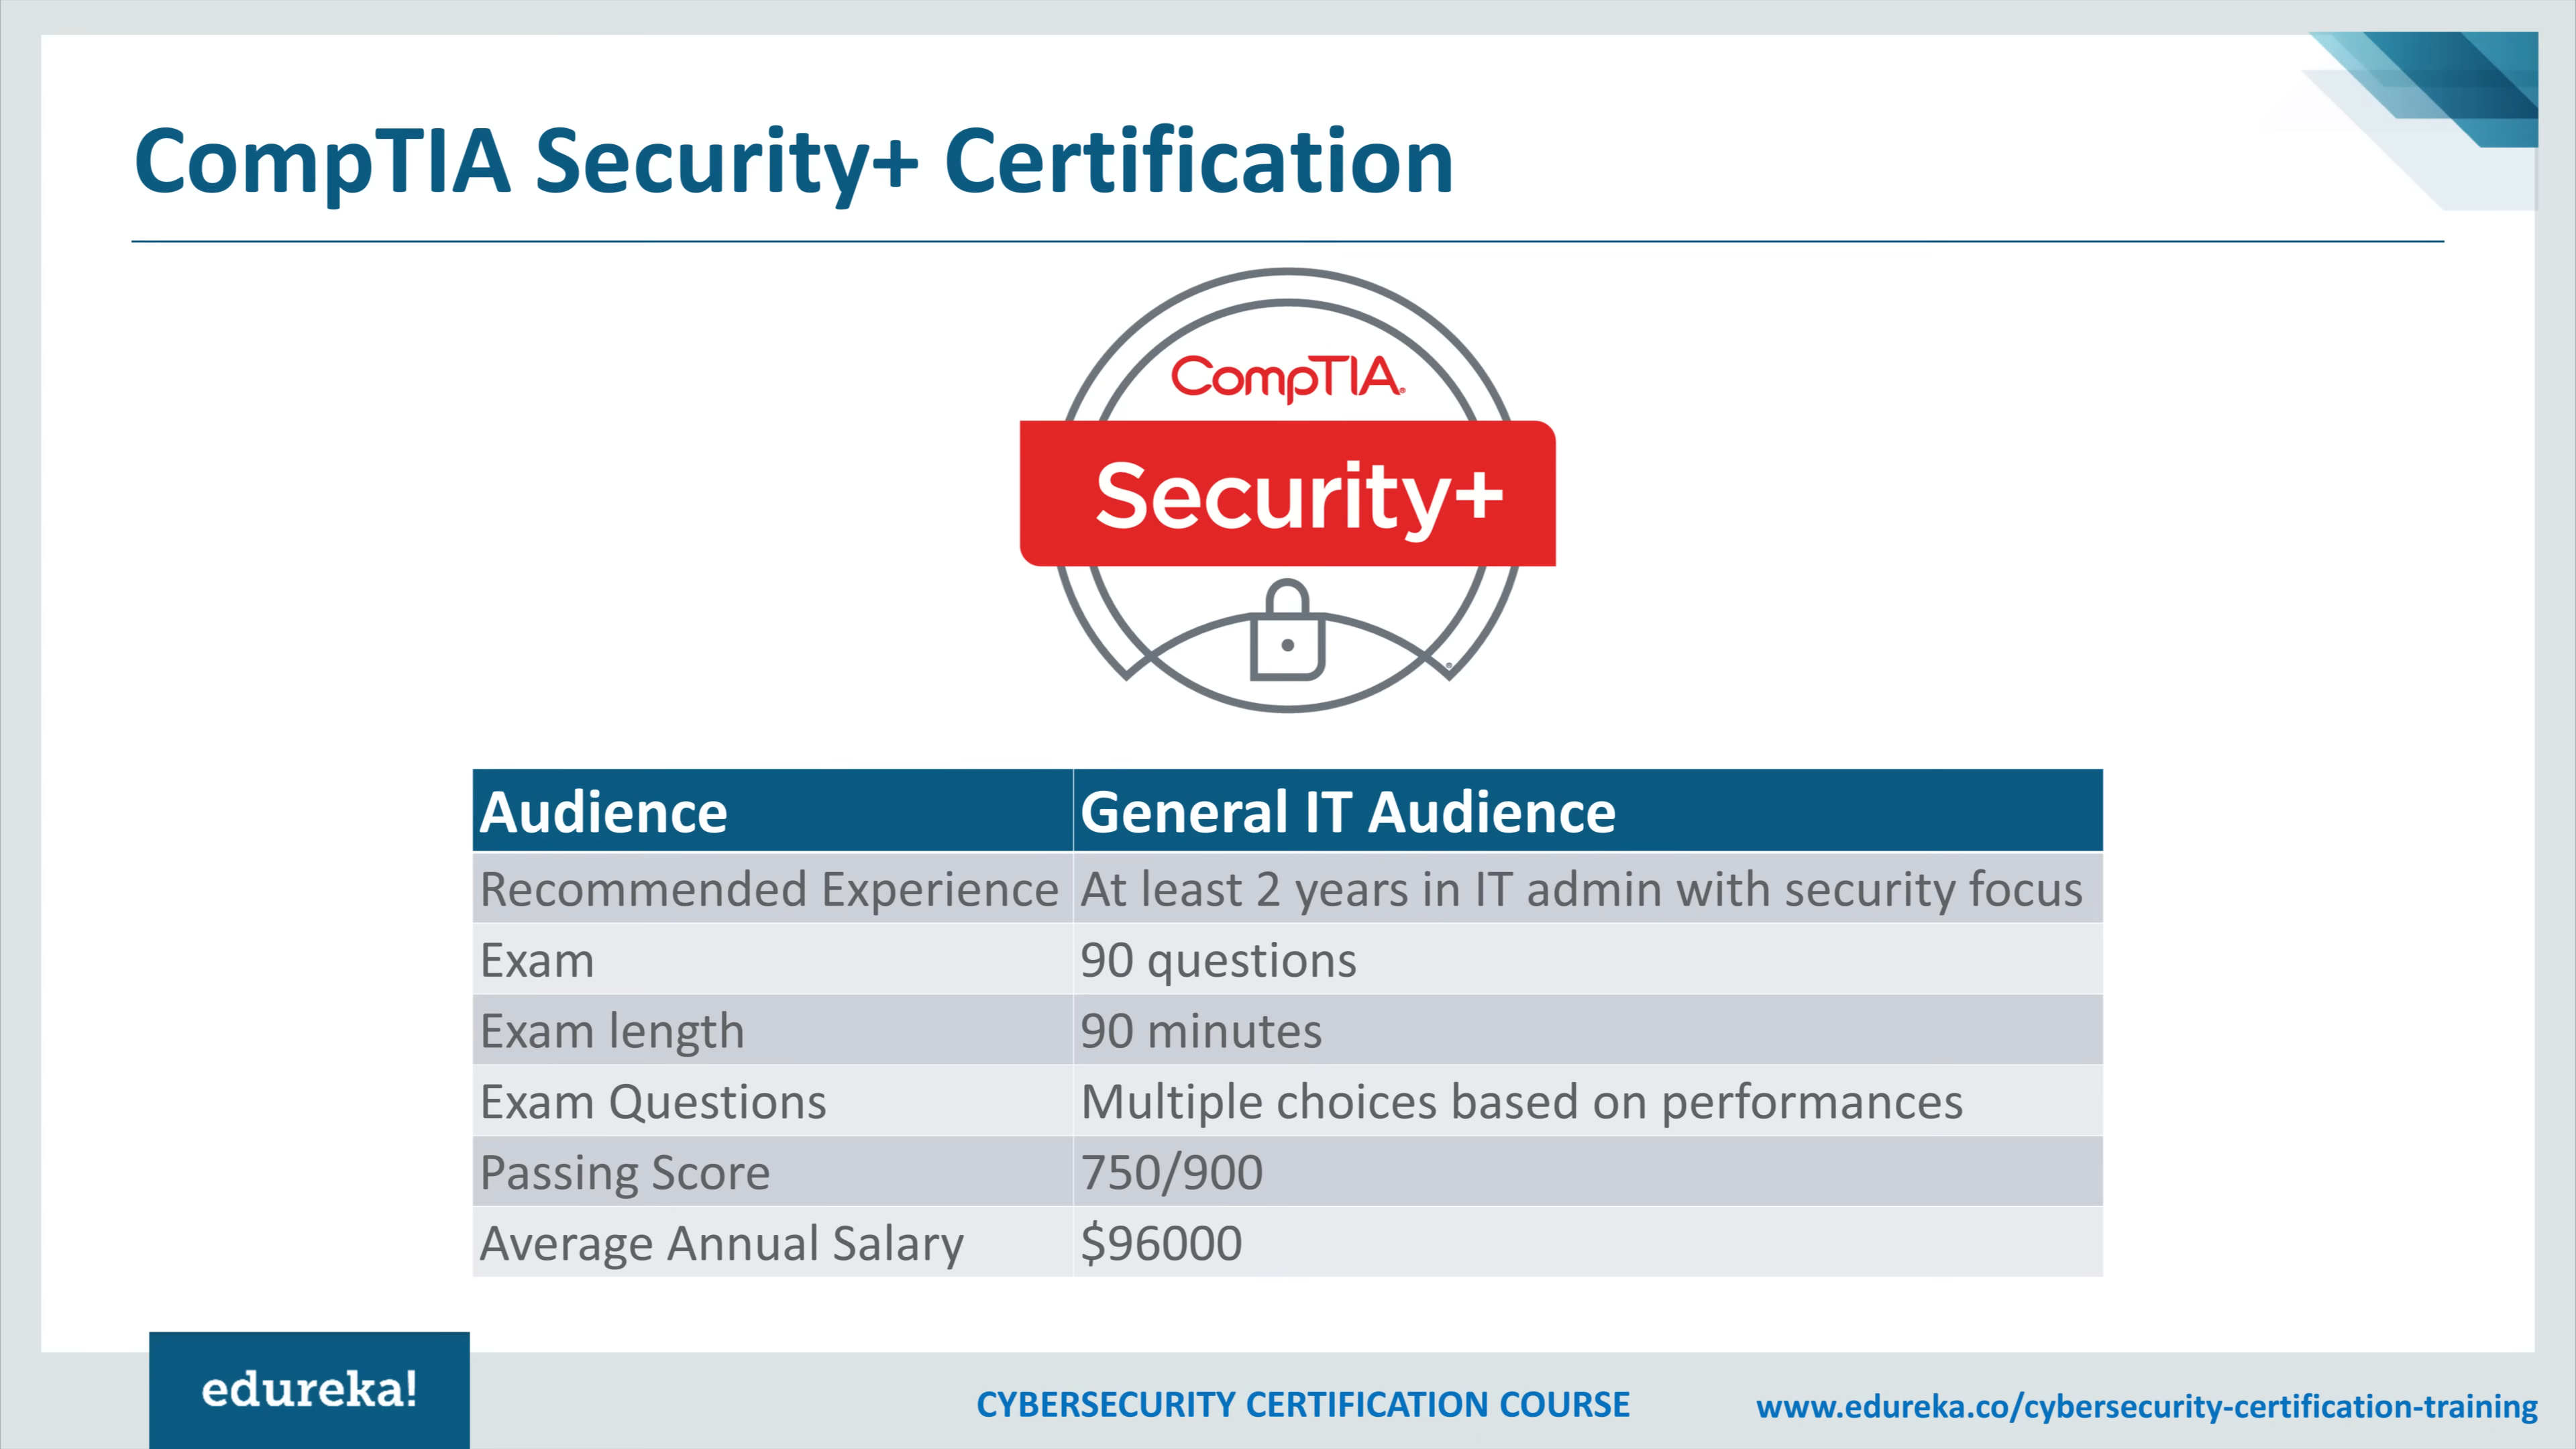 CompTIA Security+ Certification
CompTIA®
Security+
Audience General IT Audience
Recommended Experience At least 2 years in IT admin with security focus
Exam 90 questions
Exam length 90 minutes
Exam Questions Multiple choices based on performances
Passing Score 750/900
Average Annual Salary $96000
edureka!
CYBERSECURITY CERTIFICATION COURSE
www.edureka.co/cybersecurity-certification-training